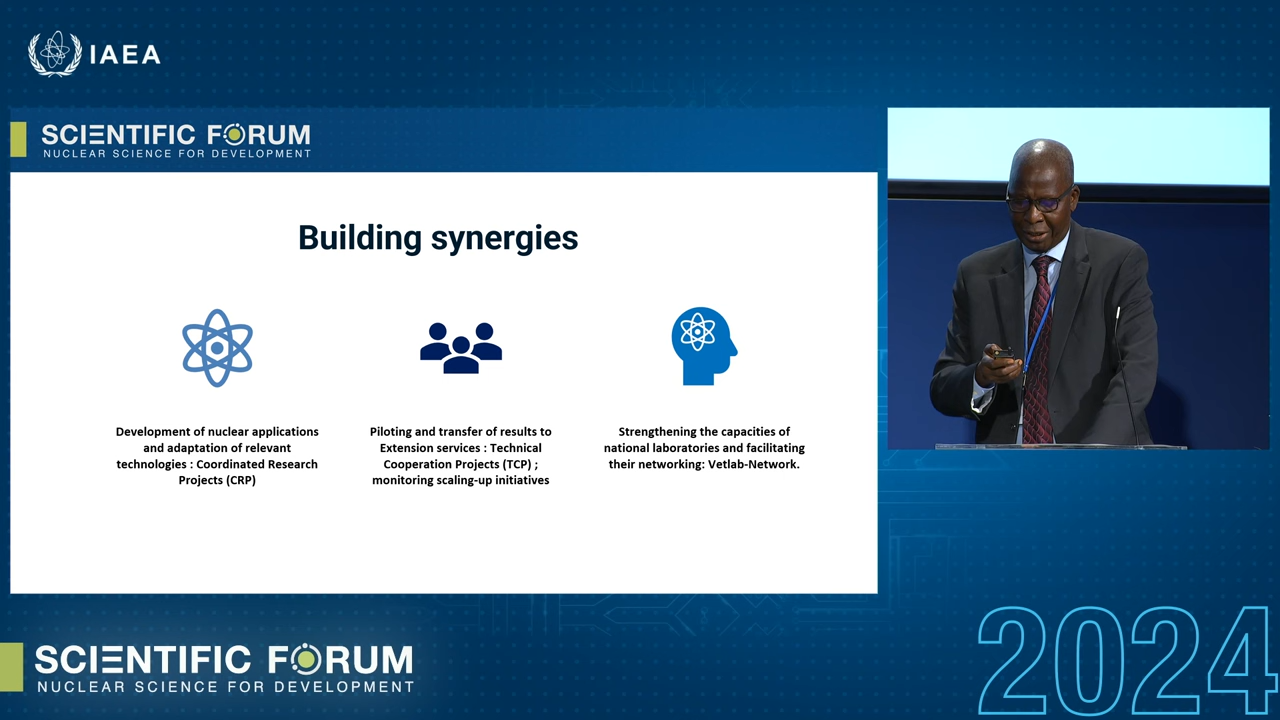 IAEA
SCIENTIFIC FORUM
NUCLEAR SCIENCE FOR DEVELOPMENT
Building synergies
Development of nuclear applications
and adaptation of relevant
technologies : Coordinated Research
Projects (CRP)
Piloting and transfer of results to
Extension services : Technical
Cooperation Projects (TCP) ;
monitoring scaling-up initiatives
Strengthening the capacities of
national laboratories and facilitating
their networking: Vetlab-Network.
SCIENTIFIC FORUM
NUCLEAR SCIENCE FOR DEVELOPMENT
2024